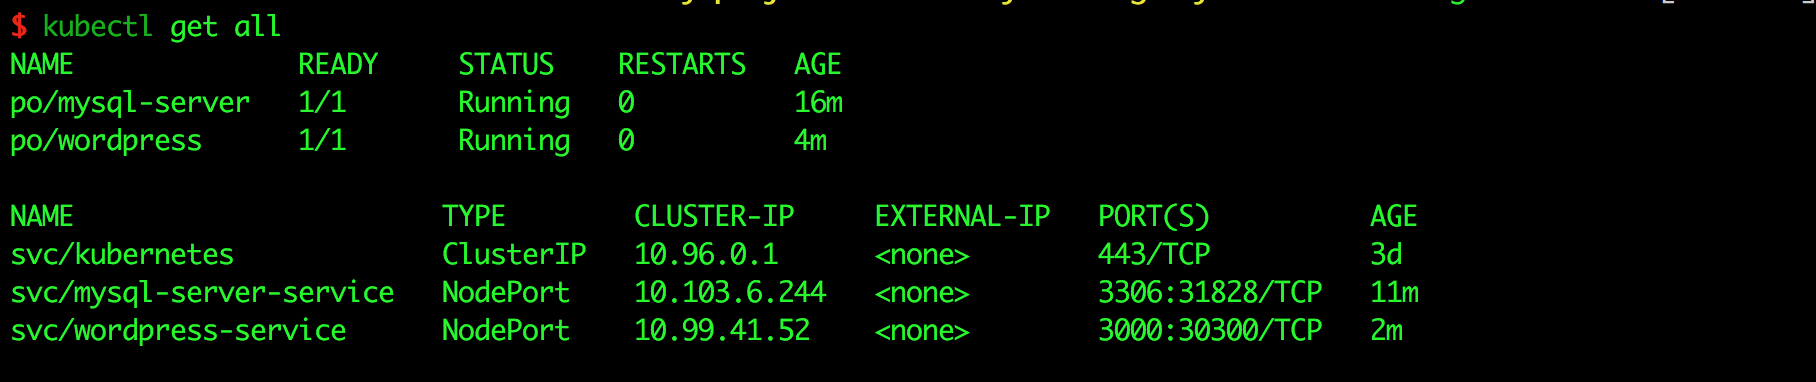 $ kubectl get all
NAME READY STATUS RESTARTS AGE
po/mysql-server 1/1 Running 0 16m
po/wordpress 1/1 Running 0 4m
NAME TYPE CLUSTER-IP EXTERNAL-IP PORT(S) AGE
svc/kubernetes ClusterIP 10.96.0.1 <none> 443/TCP 3d
svc/mysql-server-service NodePort 10.103.6.244 <none> 3306:31828/TCP 11m
svc/wordpress-service NodePort 10.99.41.52 <none> 3000:30300/TCP 2m